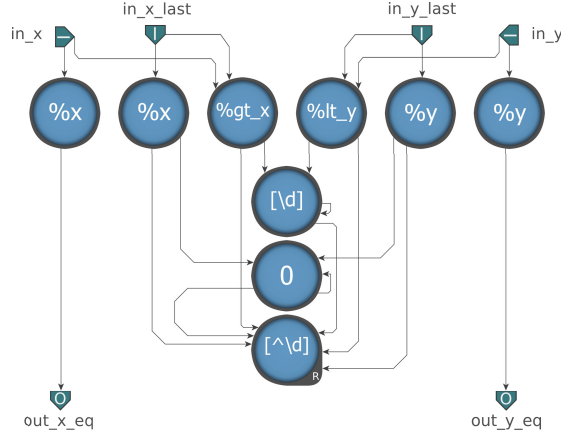 in_x_last
in_y_last
in_x
in_y
%x
%x
%gt_x
%lt_y
%y
%y
[\d]
0
[^\d]
R
O
O
out_x_eq
out_y_eq